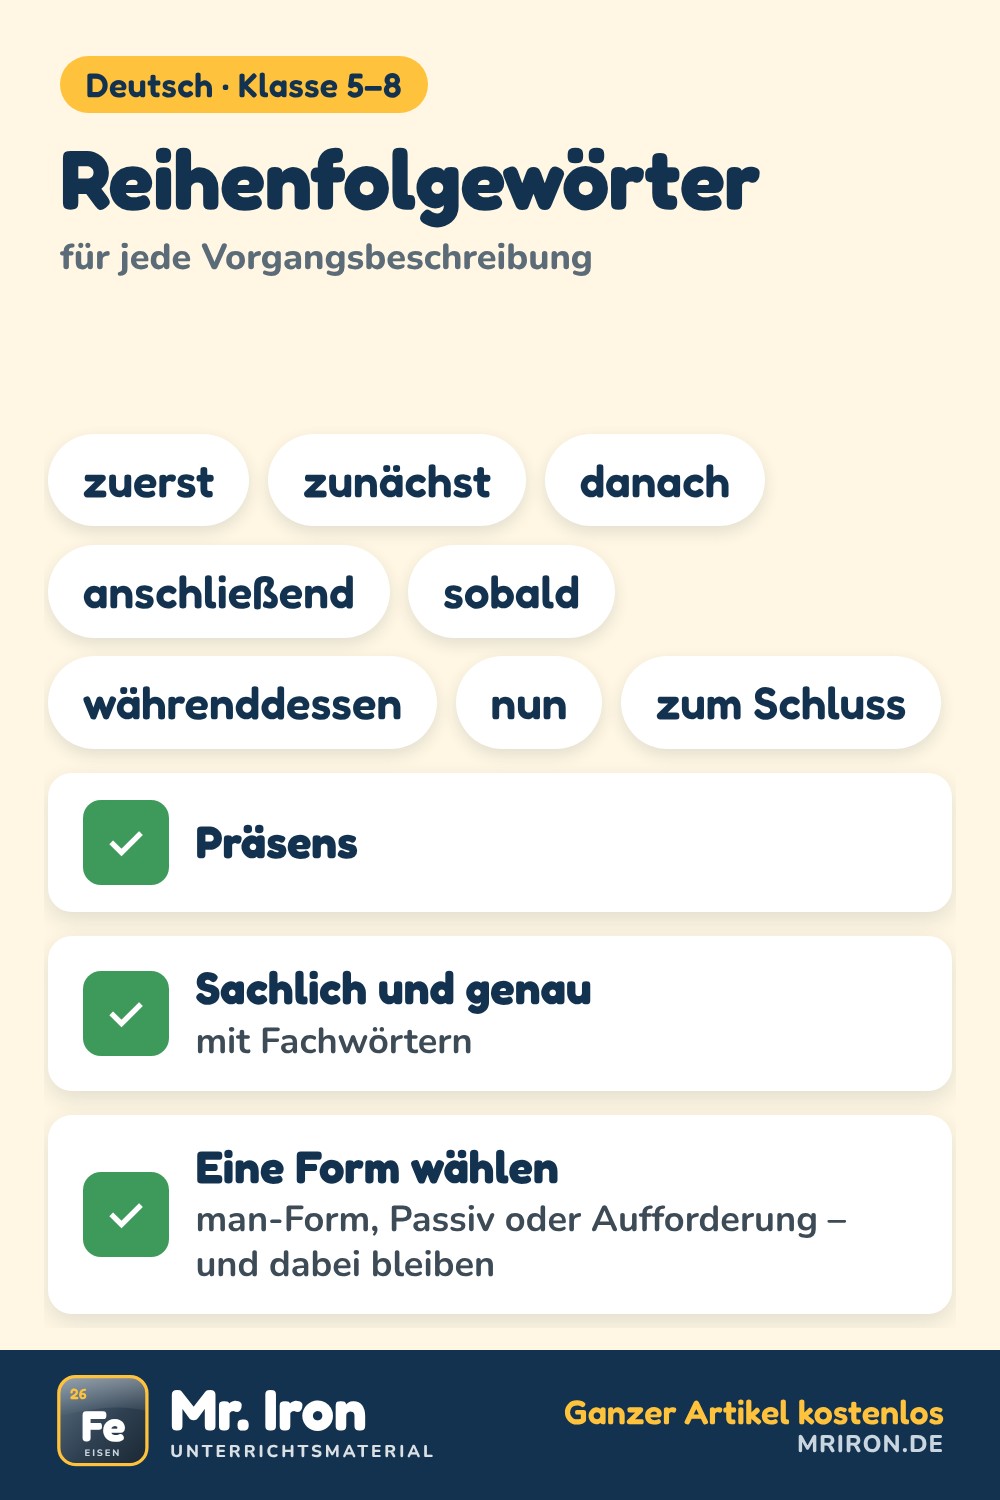 Deutsch · Klasse 5–8
Reihenfolgewörter
für jede Vorgangsbeschreibung
zuerst zunächst danach
anschließend sobald
währenddessen nun zum Schluss
Präsens
Sachlich und genau
mit Fachwörtern
Eine Form wählen
man-Form, Passiv oder Aufforderung –
und dabei bleiben
26
Fe
EISEN
Mr. Iron
UNTERRICHTSMATERIAL
Ganzer Artikel kostenlos
MRIRON.DE